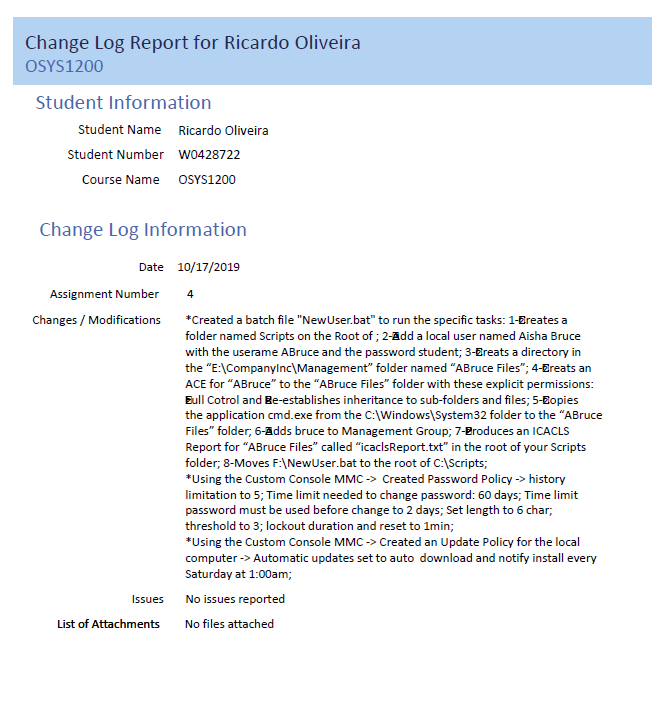 Change Log Report for Ricardo Oliveira
OSYS1200
Student Information
Student Name Ricardo Oliveira
Student Number W0428722
Course Name OSYS1200
Change Log Information
Date 10/17/2019
Assignment Number 4
Changes / Modifications *Created a batch file "NewUser.bat" to run the specific tasks: 1-Creates a
folder named Scripts on the Root of ; 2-Add a local user named Aisha Bruce
with the userame ABruce and the password student; 3-Creats a directory in
the “E:\CompanyInc\Management” folder named “ABruce Files”; 4-Creats an
ACE for “ABruce” to the “ABruce Files” folder with these explicit permissions:
Full Cotrol and Re-establishes inheritance to sub-folders and files; 5-Copies
the application cmd.exe from the C:\Windows\System32 folder to the “ABruce
Files” folder; 6-Adds bruce to Management Group; 7-Produces an ICACLS
Report for “ABruce Files” called “icaclsReport.txt” in the root of your Scripts
folder; 8-Moves F:\NewUser.bat to the root of C:\Scripts;
*Using the Custom Console MMC -> Created Password Policy -> history
limitation to 5; Time limit needed to change password: 60 days; Time limit
password must be used before change to 2 days; Set length to 6 char;
threshold to 3; lockout duration and reset to 1min;
*Using the Custom Console MMC -> Created an Update Policy for the local
computer -> Automatic updates set to auto download and notify install every
Saturday at 1:00am;
Issues No issues reported
List of Attachments No files attached